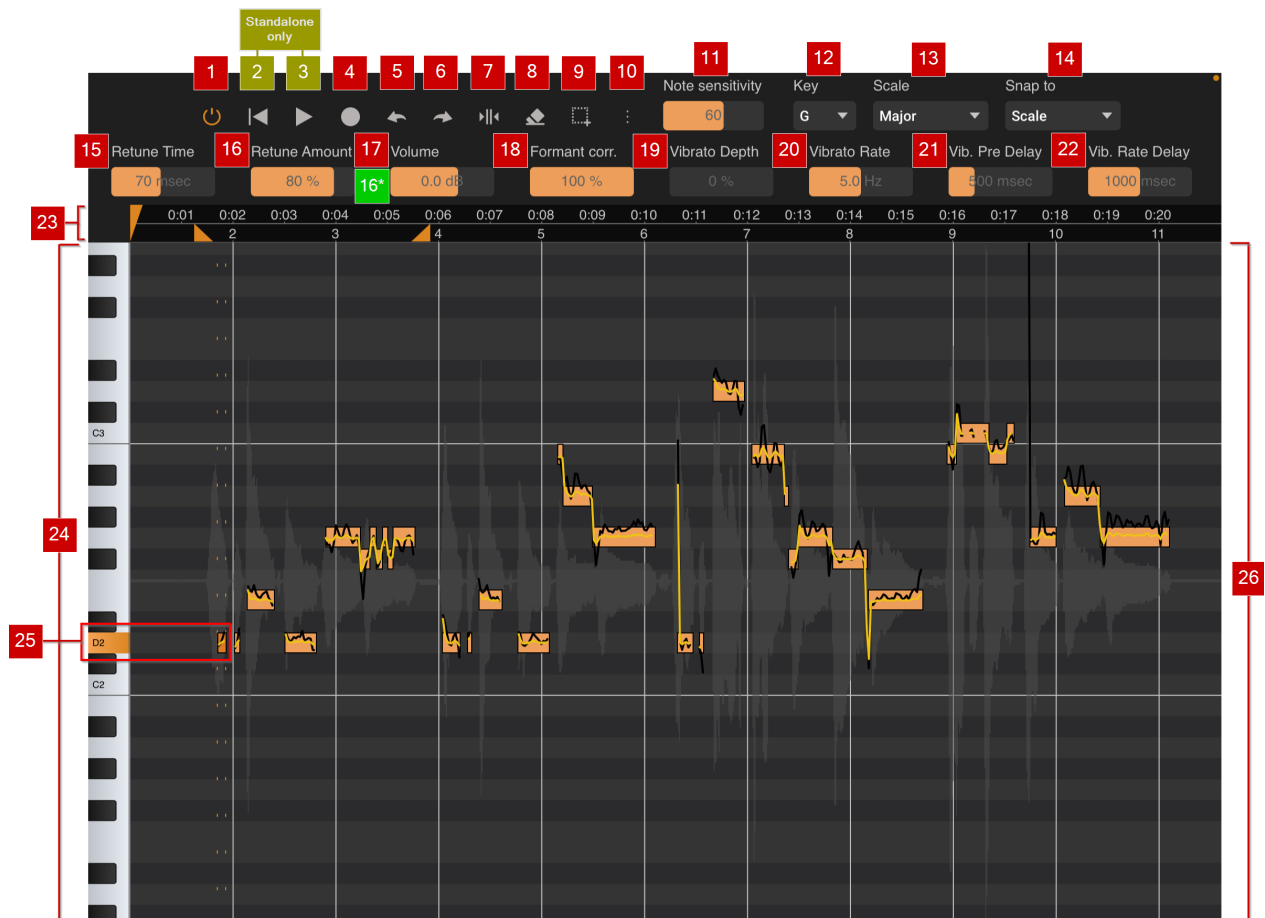 Standalone
only
1 2 3 4 5 6 7 8 9 10 11 12 13 14
Note sensitivity Key Scale Snap to
60 G Major Scale
15 Retune Time 16 Retune Amount 17 Volume 18 Formant corr. 19 Vibrato Depth 20 Vibrato Rate 21 Vib. Pre Delay 22 Vib. Rate Delay
70 msec 80 % 16* 0.0 dB 100 % 0 % 5.0 Hz 500 msec 1000 msec
23 0:01 0:02 0:03 0:04 0:05 0:06 0:07 0:08 0:09 0:10 0:11 0:12 0:13 0:14 0:15 0:16 0:17 0:18 0:19 0:20
2 3 4 5 6 7 8 9 10 11
C3
24
26
25 D2
C2